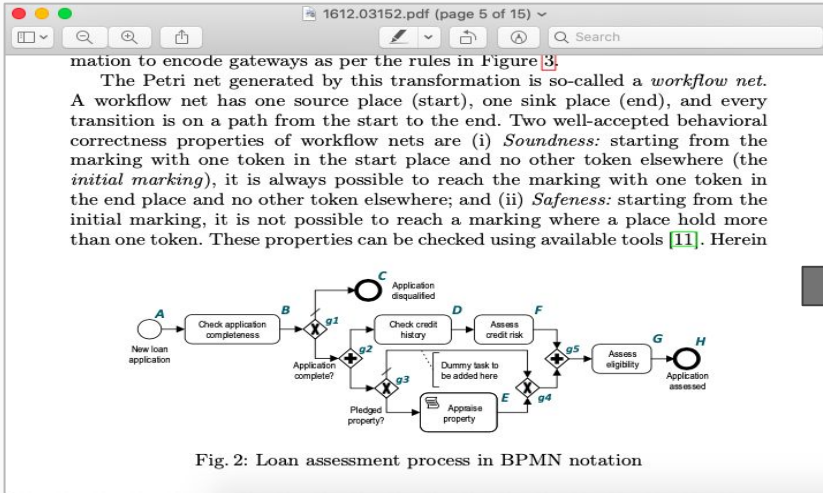 1612.03152.pdf (page 5 of 15)
Search
mation to encode gateways as per the rules in Figure 3.
The Petri net generated by this transformation is so-called a workflow net.
A workflow net has one source place (start), one sink place (end), and every
transition is on a path from the start to the end. Two well-accepted behavioral
correctness properties of workflow nets are (i) Soundness: starting from the
marking with one token in the start place and no other token elsewhere (the
initial marking), it is always possible to reach the marking with one token in
the end place and no other token elsewhere; and (ii) Safeness: starting from the
initial marking, it is not possible to reach a marking where a place hold more
than one token. These properties can be checked using available tools [11]. Herein
A
New loan
application
Check application
completeness
B
g1
C
Application
disqualified
Application
complete?
g2
Check credit
history
D
Assess
credit risk
F
g3
Pledged
property?
Dummy task to
be added here
Appraise
property
E
g4
g5
Assess
eligibility
G
H
Application
assessed
Fig. 2: Loan assessment process in BPMN notation